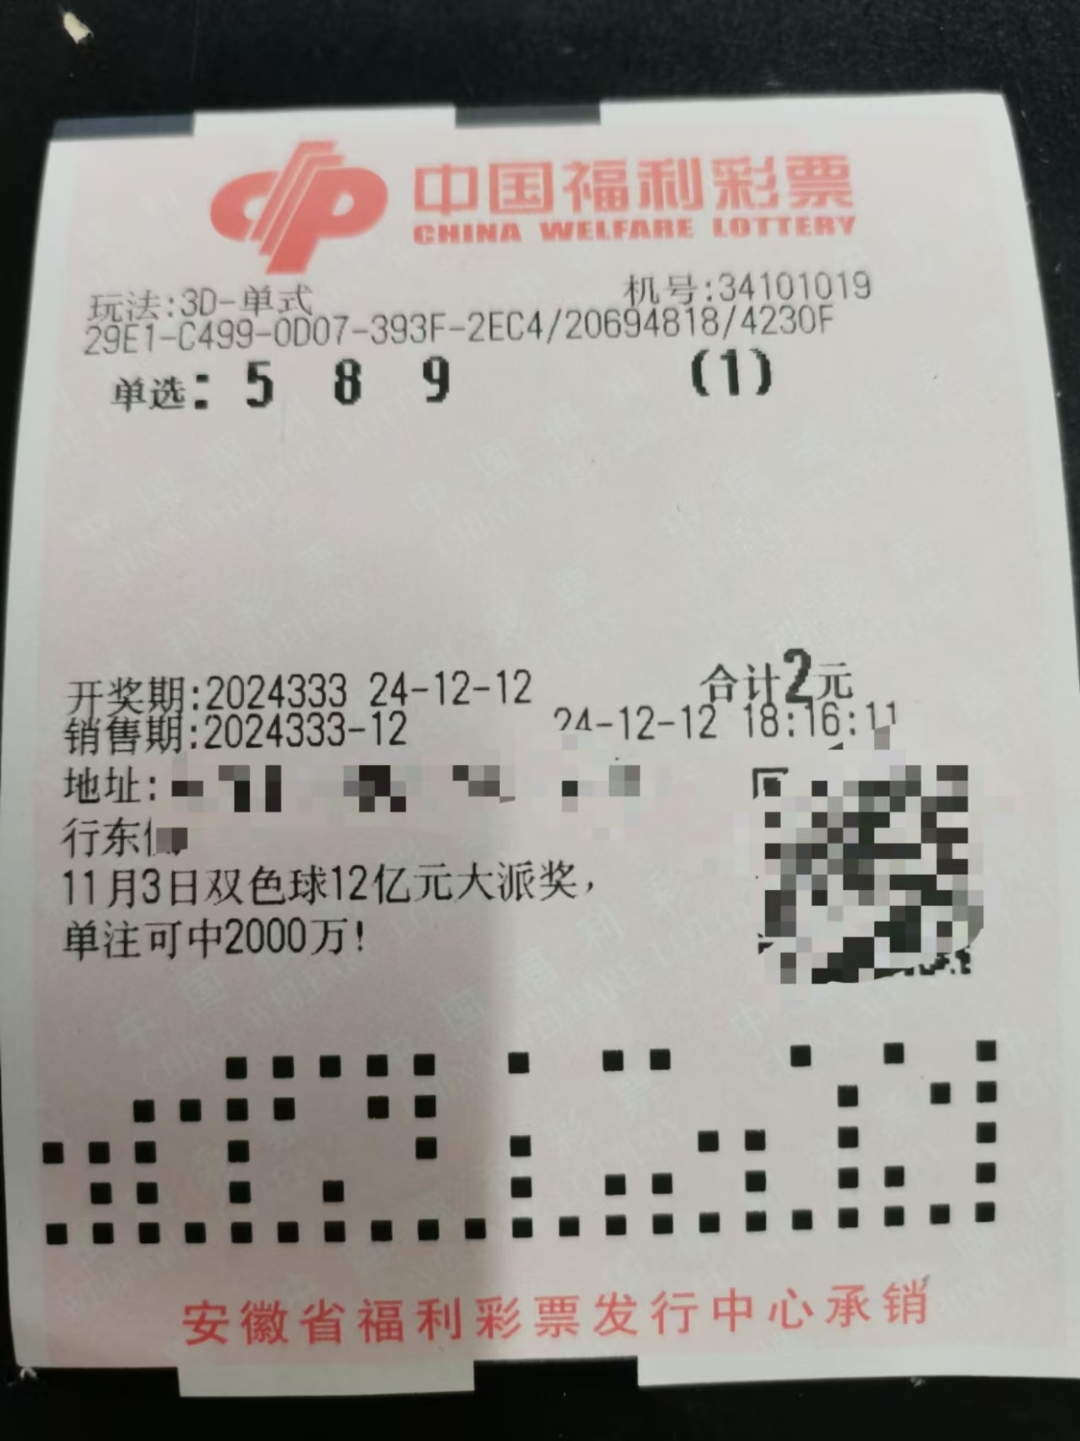 中国福利彩票
CHINA WELFARE LOTTERY
玩法:3D-单式 机号:34101019
29E1-C499-0D07-393F-2EC4/20694818/4230F
单选: 5 8 9 (1)
开奖期:2024333 24-12-12 合计2元
销售期:2024333-12 24-12-12 18:16:11
地址:
行东
11月3日双色球12亿元大派奖,
单注可中2000万!
安徽省福利彩票发行中心承销